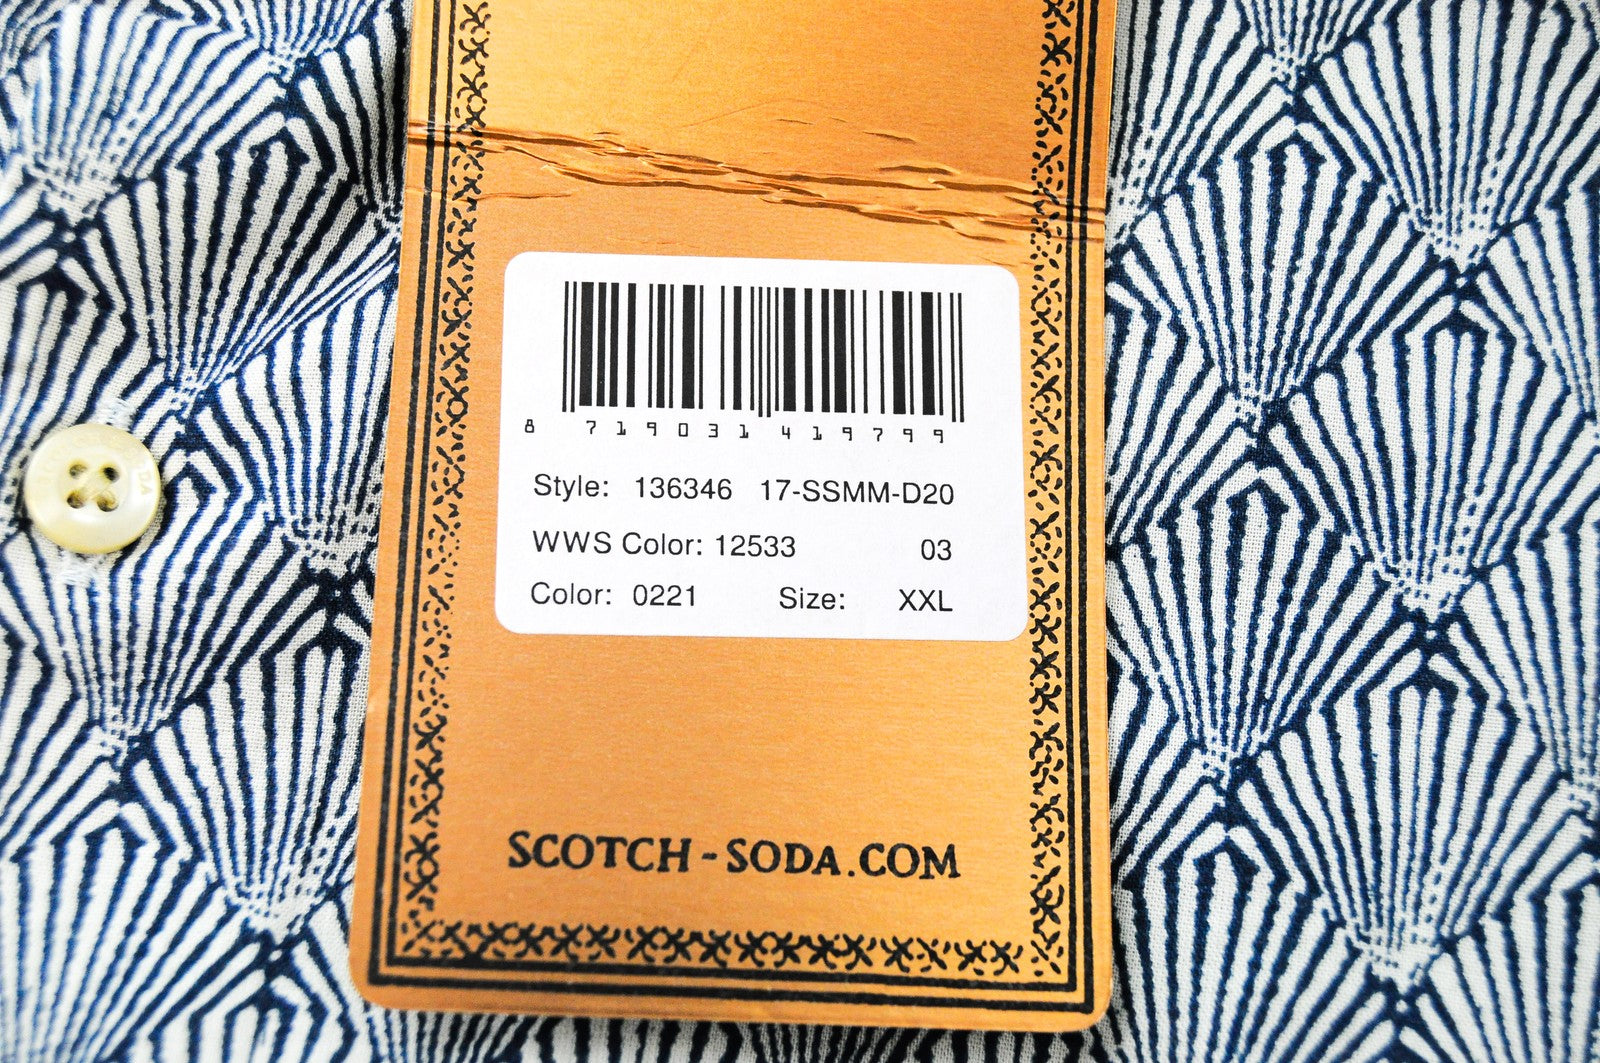 8 719031 419799
Style: 136346 17-SSMM-D20
WWS Color: 12533 03
Color: 0221 Size: XXL
SCOTCH-SODA.COM